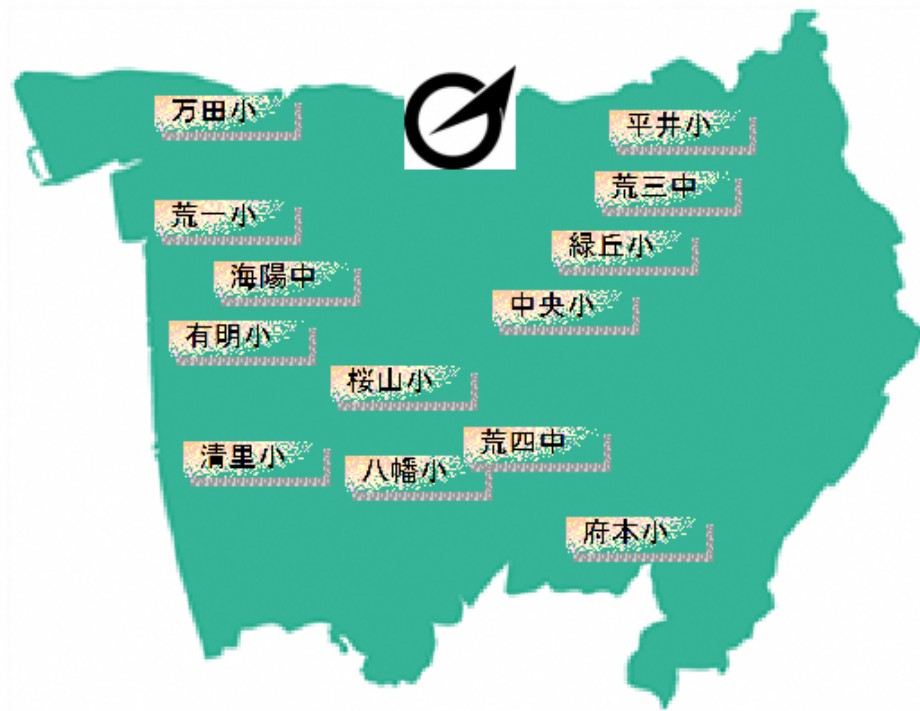 万田小
平井小
荒三中
荒一小
緑丘小
海陽中
中央小
有明小
桜山小
荒四中
清里小
八幡小
府本小